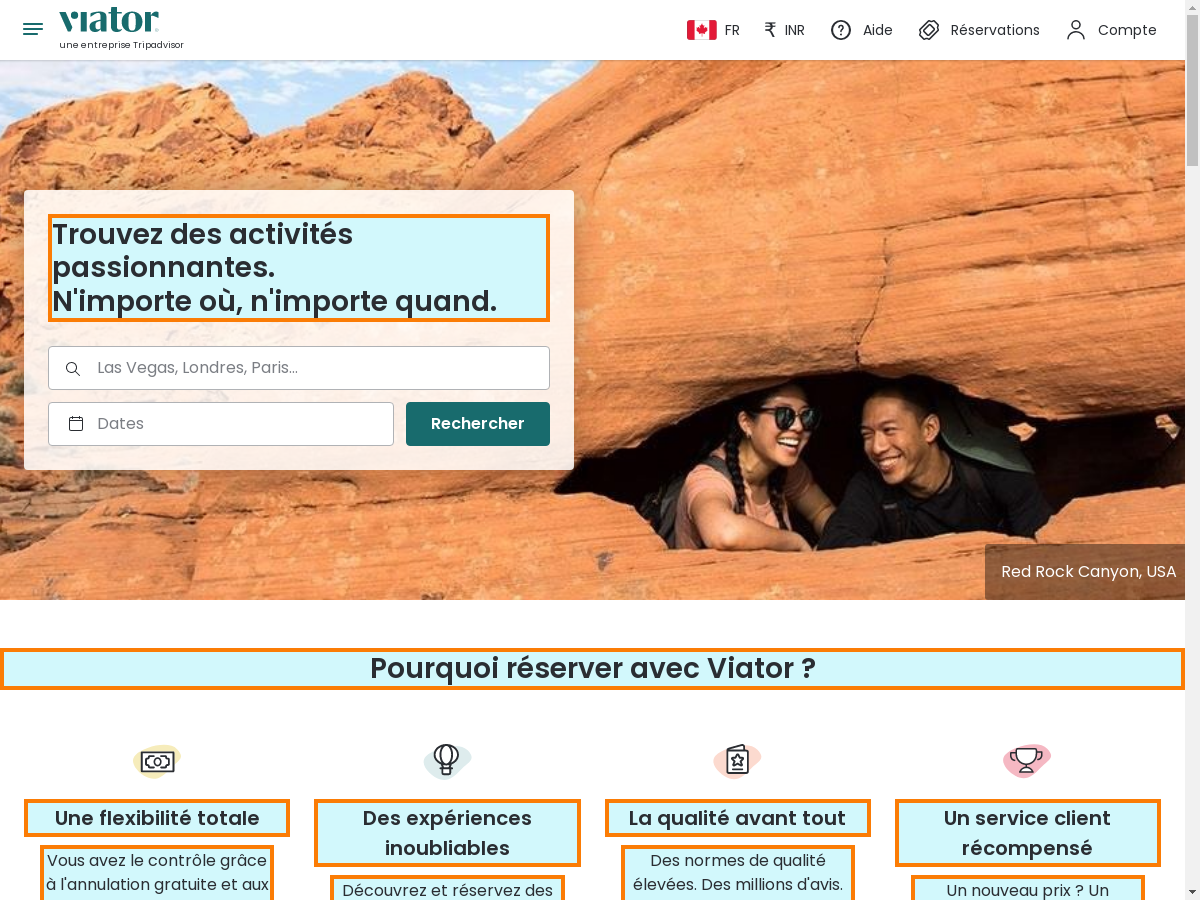 viator
une entreprise Tripadvisor
FR
₹ INR
Aide
Réservations
Compte
Trouvez des activités
passionnantes.
N'importe où, n'importe quand.
Las Vegas, Londres, Paris...
Dates
Rechercher
Red Rock Canyon, USA
Pourquoi réserver avec Viator ?
Une flexibilité totale
Vous avez le contrôle grâce
à l'annulation gratuite et aux
Des expériences
inoubliables
Découvrez et réservez des
La qualité avant tout
Des normes de qualité
élevées. Des millions d'avis.
Un service client
récompensé
Un nouveau prix ? Un